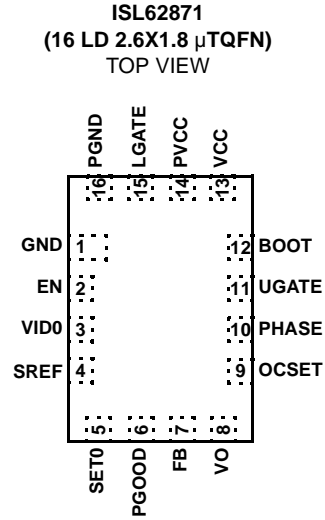 ISL62871
(16 LD 2.6X1.8 µTQFN)
TOP VIEW
PGND
LGATE
PVCC
VCC
16
15
14
13
GND 1
12 BOOT
EN 2
11 UGATE
VID0 3
10 PHASE
SREF 4
9 OCSET
5
6
7
8
SET0
PGOOD
FB
VO